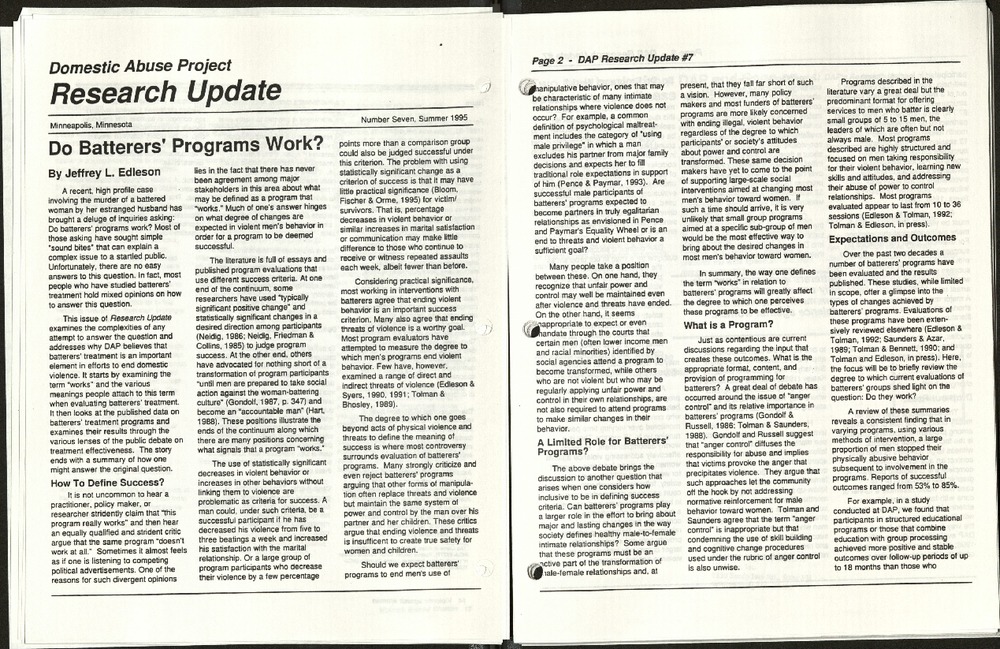 Domestic Abuse Project
Research Update
Minneapolis, Minnesota
Number Seven, Summer 1995
Do Batterers' Programs Work?
By Jeffrey L. Edleson
A recent, high profile case
involving the murder of a battered
woman by her estranged husband has
brought a deluge of inquiries asking:
Do batterers' programs work? Most of
those asking have sought simple
"sound bites" that can explain a
complex issue to a startled public.
Unfortunately, there are no easy
answers to this question. In fact, most
people who have studied batterers'
treatment hold mixed opinions on how
to answer this question.
This issue of Research Update
examines the complexities of any
attempt to answer the question and
addresses why DAP believes that
batterers' treatment is an important
element in efforts to end domestic
violence. It starts by examining the
term "works" and the various
meanings people attach to this term
when evaluating batterers' treatment.
It then looks at the published data on
batterers' treatment programs and
examines their results through the
various lenses of the public debate on
treatment effectiveness. The story
ends with a summary of how one
might answer the original question.
How To Define Success?
It is not uncommon to hear a
practitioner, policy maker, or
researcher stridently claim that "this
program really works" and then hear
an equally qualified and strident critic
argue that the same program "doesn't
work at all." Sometimes it almost feels
as if one is listening to competing
political advertisements. One of the
reasons for such divergent opinions
lies in the fact that there has never
been agreement among major
stakeholders in this area about what
may be defined as a program that
"works." Much of one's answer hinges
on what degree of changes are
expected in violent men's behavior in
order for a program to be deemed
successful.
The literature is full of essays and
published program evaluations that
use different success criteria. At one
end of the continuum, some
researchers have used "typically
significant positive change" and
statistically significant changes in a
desired direction among participants
(Neidig, 1986; Neidig, Friedman &
Collins, 1985) to judge program
success. At the other end, others
have advocated for nothing short of a
transformation of program participants
"until men are prepared to take social
action against the woman-battering
culture" (Gondolf, 1987, p. 347) and
become an "accountable man" (Hart,
1988). These positions illustrate the
ends of the continuum along which
there are many positions concerning
what signals that a program "works."
The use of statistically significant
decreases in violent behavior or
increases in other behaviors without
linking them to violence are
problematic as criteria for success. A
man could, under such criteria, be a
successful participant if he has
decreased his violence from five to
three beatings a week and increased
his satisfaction with the marital
relationship. Or a large group of
program participants who decrease
their violence by a few percentage
points more than a comparison group
could also be judged successful under
this criterion. The problem with using
statistically significant change as a
criterion of success is that it may have
little practical significance (Bloom,
Fischer & Orme, 1995) for victim/
survivors. That is, percentage
decreases in violent behavior or
similar increases in marital satisfaction
or communication may make little
difference to those who continue to
receive or witness repeated assaults
each week, albeit fewer than before.
Considering practical significance,
most working in interventions with
batterers agree that ending violent
behavior is an important success
criterion. Many also agree that ending
threats of violence is a worthy goal.
Most program evaluators have
attempted to measure the degree to
which men's programs end violent
behavior. Few have, however,
examined a range of direct and
indirect threats of violence (Edleson &
Syers, 1990, 1991; Tolman &
Bhosley, 1989).
The degree to which one goes
beyond acts of physical violence and
threats to define the meaning of
success is where most controversy
surrounds evaluation of batterers'
programs. Many strongly criticize and
even reject batterers' programs
arguing that other forms of manipula-
tion often replace threats and violence
but maintain the same system of
power and control by the man over his
partner and her children. These critics
argue that ending violence and threats
is insufficient to create true safety for
women and children.
Should we expect batterers'
programs to end men's use of
Page 2 - DAP Research Update #7
manipulative behavior, ones that may
be characteristic of many intimate
relationships where violence does not
occur? For example, a common
definition of psychological maltreat-
ment includes the category of "using
male privilege" in which a man
excludes his partner from major family
decisions and expects her to fill
traditional role expectations in support
of him (Pence & Paymar, 1993). Are
successful male participants of
batterers' programs expected to
become partners in truly egalitarian
relationships as envisioned in Pence
and Paymar's Equality Wheel or is an
end to threats and violent behavior a
sufficient goal?
Many people take a position
between these. On one hand, they
recognize that unfair power and
control may well be maintained even
after violence and threats have ended.
On the other hand, it seems
inappropriate to expect or even
mandate through the courts that
certain men (often lower income men
and racial minorities) identified by
social agencies attend a program to
become transformed, while others
who are not violent but who may be
regularly applying unfair power and
control in their own relationships, are
not also required to attend programs
to make similar changes in their
behavior.
A Limited Role for Batterers'
Programs?
The above debate brings the
discussion to another question that
arises when one considers how
inclusive to be in defining success
criteria. Can batterers' programs play
a larger role in the effort to bring about
major and lasting changes in the way
society defines healthy male-to-female
intimate relationships? Some argue
that these programs must be an
active part of the transformation of
male-female relationships and, at
present, that they fall far short of such
a vision. However, many policy
makers and most funders of batterers'
programs are more likely concerned
with ending illegal, violent behavior
regardless of the degree to which
participants' or society's attitudes
about power and control are
transformed. These same decision
makers have yet to come to the point
of supporting large-scale social
interventions aimed at changing most
men's behavior toward women. If
such a time should arrive, it is very
unlikely that small group programs
aimed at a specific sub-group of men
would be the most effective way to
bring about the desired changes in
most men's behavior toward women.
In summary, the way one defines
the term "works" in relation to
batterers' programs will greatly affect
the degree to which one perceives
these programs to be effective.
What is a Program?
Just as contentious are current
discussions regarding the input that
creates these outcomes. What is the
appropriate format, content, and
provision of programming for
batterers? A great deal of debate has
occurred around the issue of "anger
control" and its relative importance in
batterers' programs (Gondolf &
Russell, 1986; Tolman & Saunders,
1988). Gondolf and Russell suggest
that "anger control" diffuses the
responsibility for abuse and implies
that victims provoke the anger that
precipitates violence. They argue that
such approaches let the community
off the hook by not addressing
normative reinforcement for male
behavior toward women. Tolman and
Saunders agree that the term "anger
control" is inappropriate but that
condemning the use of skill building
and cognitive change procedures
used under the rubric of anger control
is also unwise.
Programs described in the
literature vary a great deal but the
predominant format for offering
services to men who batter is clearly
small groups of 5 to 15 men, the
leaders of which are often but not
always male. Most programs
described are highly structured and
focused on men taking responsibility
for their violent behavior, learning new
skills and attitudes, and addressing
their abuse of power to control
relationships. Most programs
evaluated appear to last from 10 to 36
sessions (Edleson & Tolman, 1992;
Tolman & Edleson, in press).
Expectations and Outcomes
Over the past two decades a
number of batterers' programs have
been evaluated and the results
published. These studies, while limited
in scope, offer a glimpse into the
types of changes achieved by
batterers' programs. Evaluations of
these programs have been exten-
sively reviewed elsewhere (Edleson &
Tolman, 1992; Saunders & Azar,
1989; Tolman & Bennett, 1990; and
Tolman and Edleson, in press). Here,
the focus will be to briefly review the
degree to which current evaluations of
batterers' groups shed light on the
question: Do they work?
A review of these summaries
reveals a consistent finding that in
varying programs, using various
methods of intervention, a large
proportion of men stopped their
physically abusive behavior
subsequent to involvement in the
programs. Reports of successful
outcomes ranged from 53% to 85%.
For example, in a study
conducted at DAP, we found that
participants in structured educational
programs or those that combine
education with group processing
achieved more positive and stable
outcomes over follow-up periods of up
to 18 months than those who